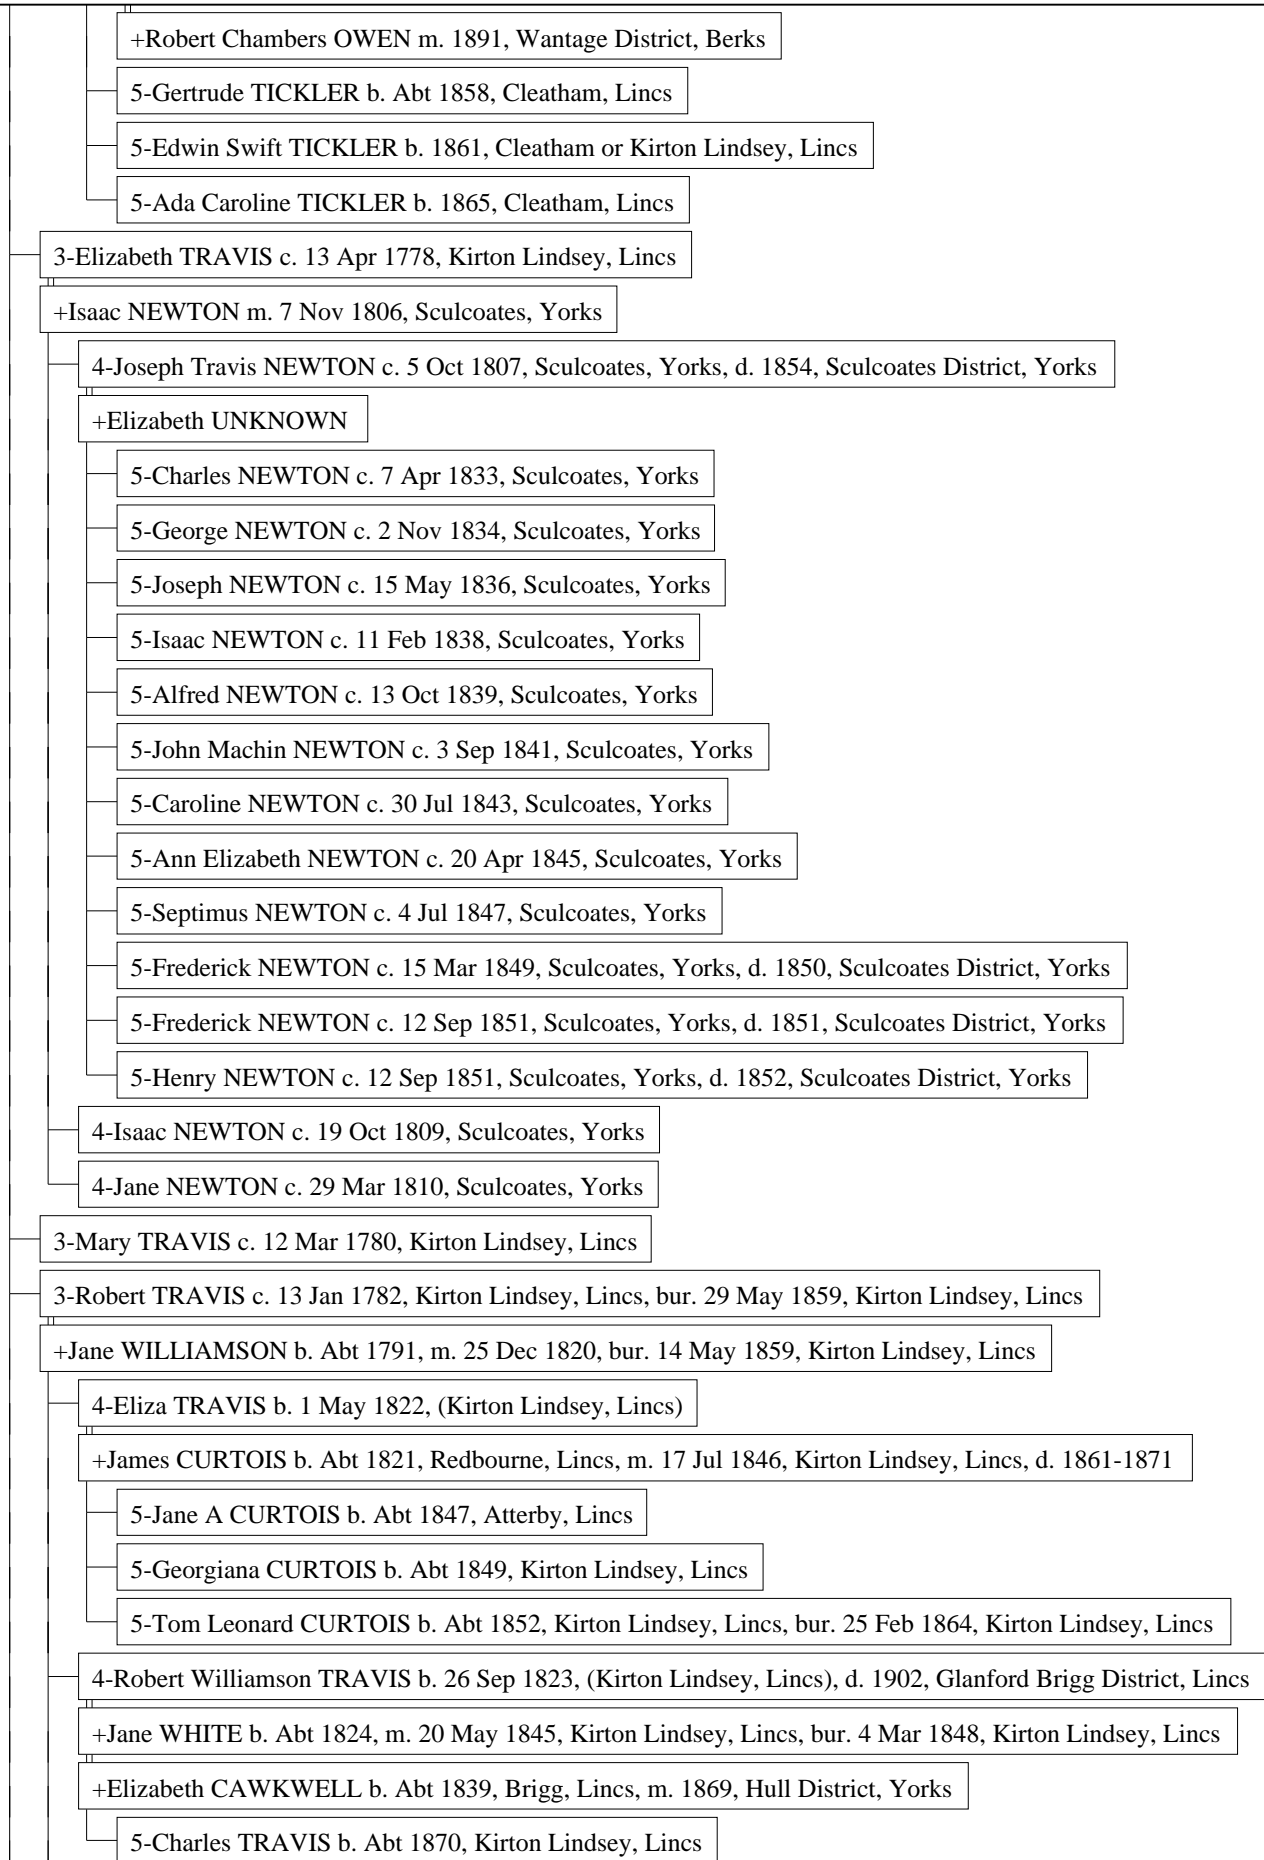 +Robert Chambers OWEN m. 1891, Wantage District, Berks
5-Gertrude TICKLER b. Abt 1858, Cleatham, Lincs
5-Edwin Swift TICKLER b. 1861, Cleatham or Kirton Lindsey, Lincs
5-Ada Caroline TICKLER b. 1865, Cleatham, Lincs
3-Elizabeth TRAVIS c. 13 Apr 1778, Kirton Lindsey, Lincs
+Isaac NEWTON m. 7 Nov 1806, Sculcoates, Yorks
4-Joseph Travis NEWTON c. 5 Oct 1807, Sculcoates, Yorks, d. 1854, Sculcoates District, Yorks
+Elizabeth UNKNOWN
5-Charles NEWTON c. 7 Apr 1833, Sculcoates, Yorks
5-George NEWTON c. 2 Nov 1834, Sculcoates, Yorks
5-Joseph NEWTON c. 15 May 1836, Sculcoates, Yorks
5-Isaac NEWTON c. 11 Feb 1838, Sculcoates, Yorks
5-Alfred NEWTON c. 13 Oct 1839, Sculcoates, Yorks
5-John Machin NEWTON c. 3 Sep 1841, Sculcoates, Yorks
5-Caroline NEWTON c. 30 Jul 1843, Sculcoates, Yorks
5-Ann Elizabeth NEWTON c. 20 Apr 1845, Sculcoates, Yorks
5-Septimus NEWTON c. 4 Jul 1847, Sculcoates, Yorks
5-Frederick NEWTON c. 15 Mar 1849, Sculcoates, Yorks, d. 1850, Sculcoates District, Yorks
5-Frederick NEWTON c. 12 Sep 1851, Sculcoates, Yorks, d. 1851, Sculcoates District, Yorks
5-Henry NEWTON c. 12 Sep 1851, Sculcoates, Yorks, d. 1852, Sculcoates District, Yorks
4-Isaac NEWTON c. 19 Oct 1809, Sculcoates, Yorks
4-Jane NEWTON c. 29 Mar 1810, Sculcoates, Yorks
3-Mary TRAVIS c. 12 Mar 1780, Kirton Lindsey, Lincs
3-Robert TRAVIS c. 13 Jan 1782, Kirton Lindsey, Lincs, bur. 29 May 1859, Kirton Lindsey, Lincs
+Jane WILLIAMSON b. Abt 1791, m. 25 Dec 1820, bur. 14 May 1859, Kirton Lindsey, Lincs
4-Eliza TRAVIS b. 1 May 1822, (Kirton Lindsey, Lincs)
+James CURTOIS b. Abt 1821, Redbourne, Lincs, m. 17 Jul 1846, Kirton Lindsey, Lincs, d. 1861-1871
5-Jane A CURTOIS b. Abt 1847, Atterby, Lincs
5-Georgiana CURTOIS b. Abt 1849, Kirton Lindsey, Lincs
5-Tom Leonard CURTOIS b. Abt 1852, Kirton Lindsey, Lincs, bur. 25 Feb 1864, Kirton Lindsey, Lincs
4-Robert Williamson TRAVIS b. 26 Sep 1823, (Kirton Lindsey, Lincs), d. 1902, Glanford Brigg District, Lincs
+Jane WHITE b. Abt 1824, m. 20 May 1845, Kirton Lindsey, Lincs, bur. 4 Mar 1848, Kirton Lindsey, Lincs
+Elizabeth CAWKWELL b. Abt 1839, Brigg, Lincs, m. 1869, Hull District, Yorks
5-Charles TRAVIS b. Abt 1870, Kirton Lindsey, Lincs